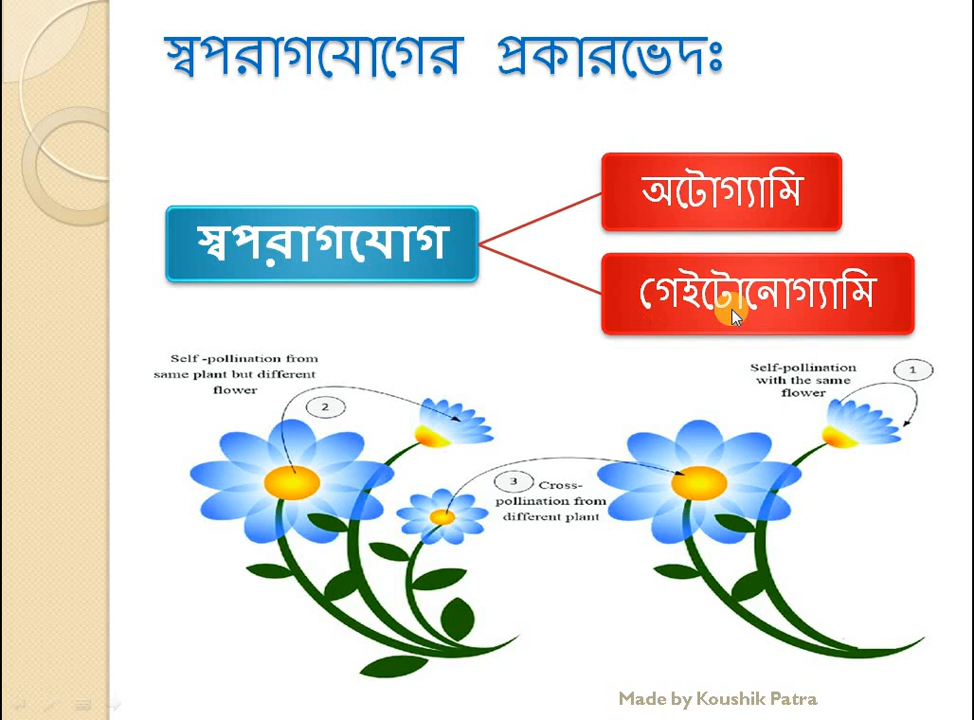 স্বপরাগযোগের প্রকারভেদঃ
স্বপরাগযোগ
অটোগ্যামি
গেইটোনোগ্যামি
Self -pollination from
same plant but different
flower
2
Self-pollination
with the same
flower
1
3 Cross-
pollination from
different plant
Made by Koushik Patra